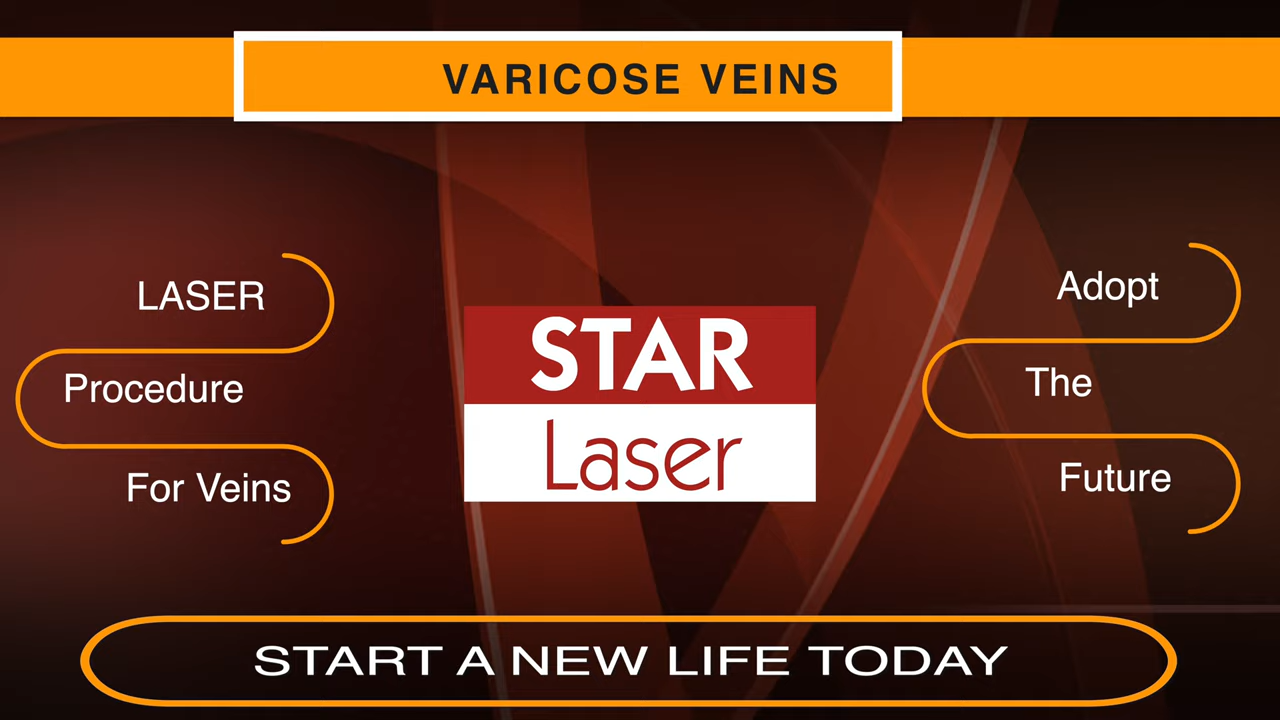 VARICOSE VEINS
LASER
Procedure
For Veins
STAR
Laser
Adopt
The
Future
START A NEW LIFE TODAY